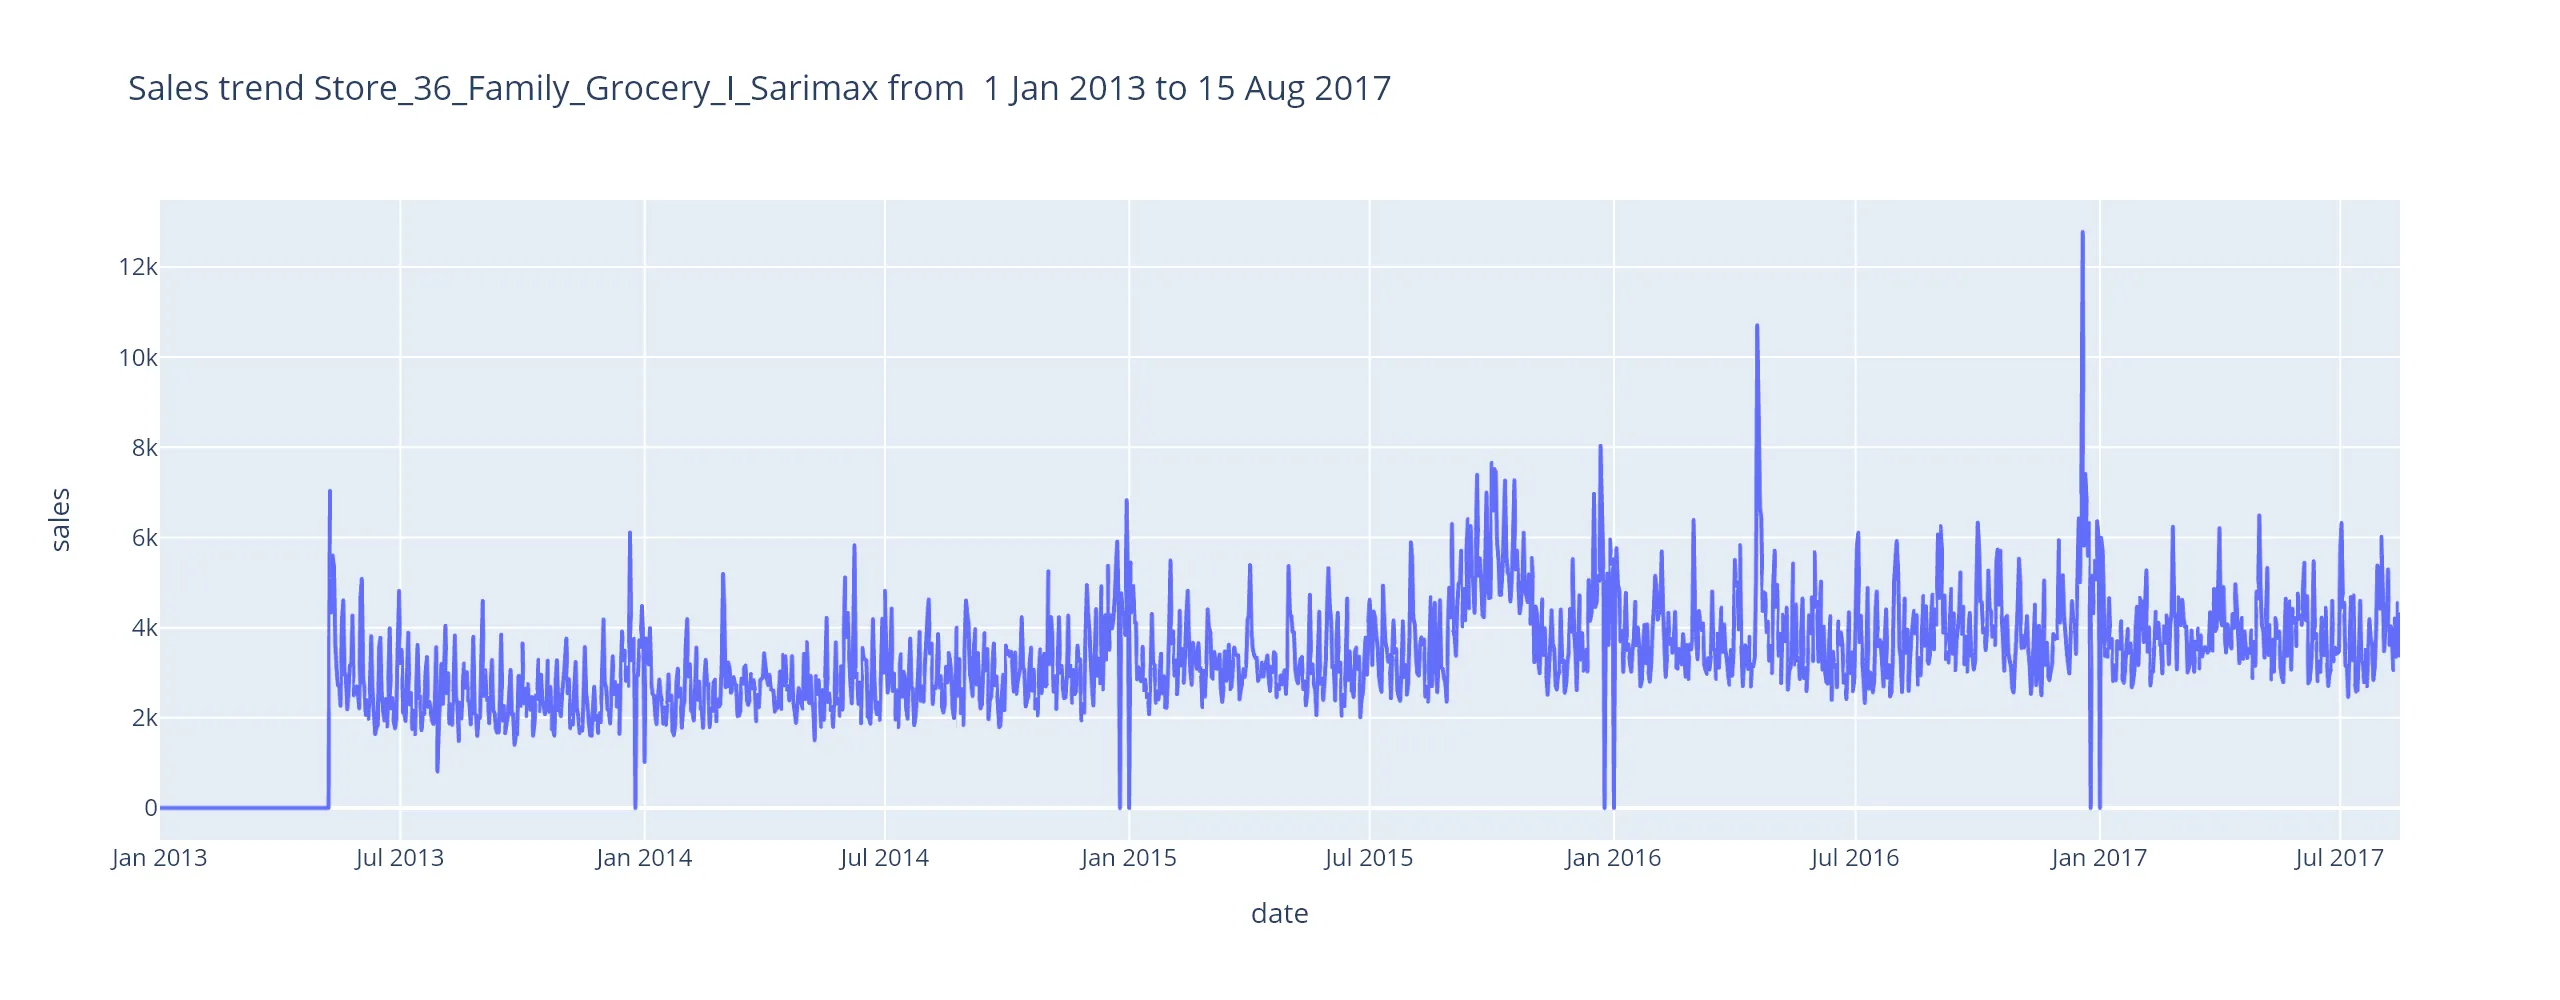 Sales trend Store_36_Family_Grocery_I_Sarimax from  1 Jan 2013 to 15 Aug 2017
12k
10k
8k
6k
4k
2k
0
sales
Jan 2013 Jul 2013 Jan 2014 Jul 2014 Jan 2015 Jul 2015 Jan 2016 Jul 2016 Jan 2017 Jul 2017
date